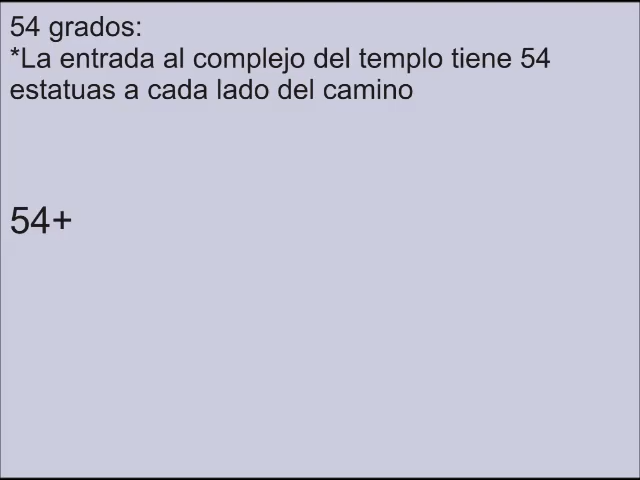 54 grados:
*La entrada al complejo del templo tiene 54
estatuas a cada lado del camino
54+